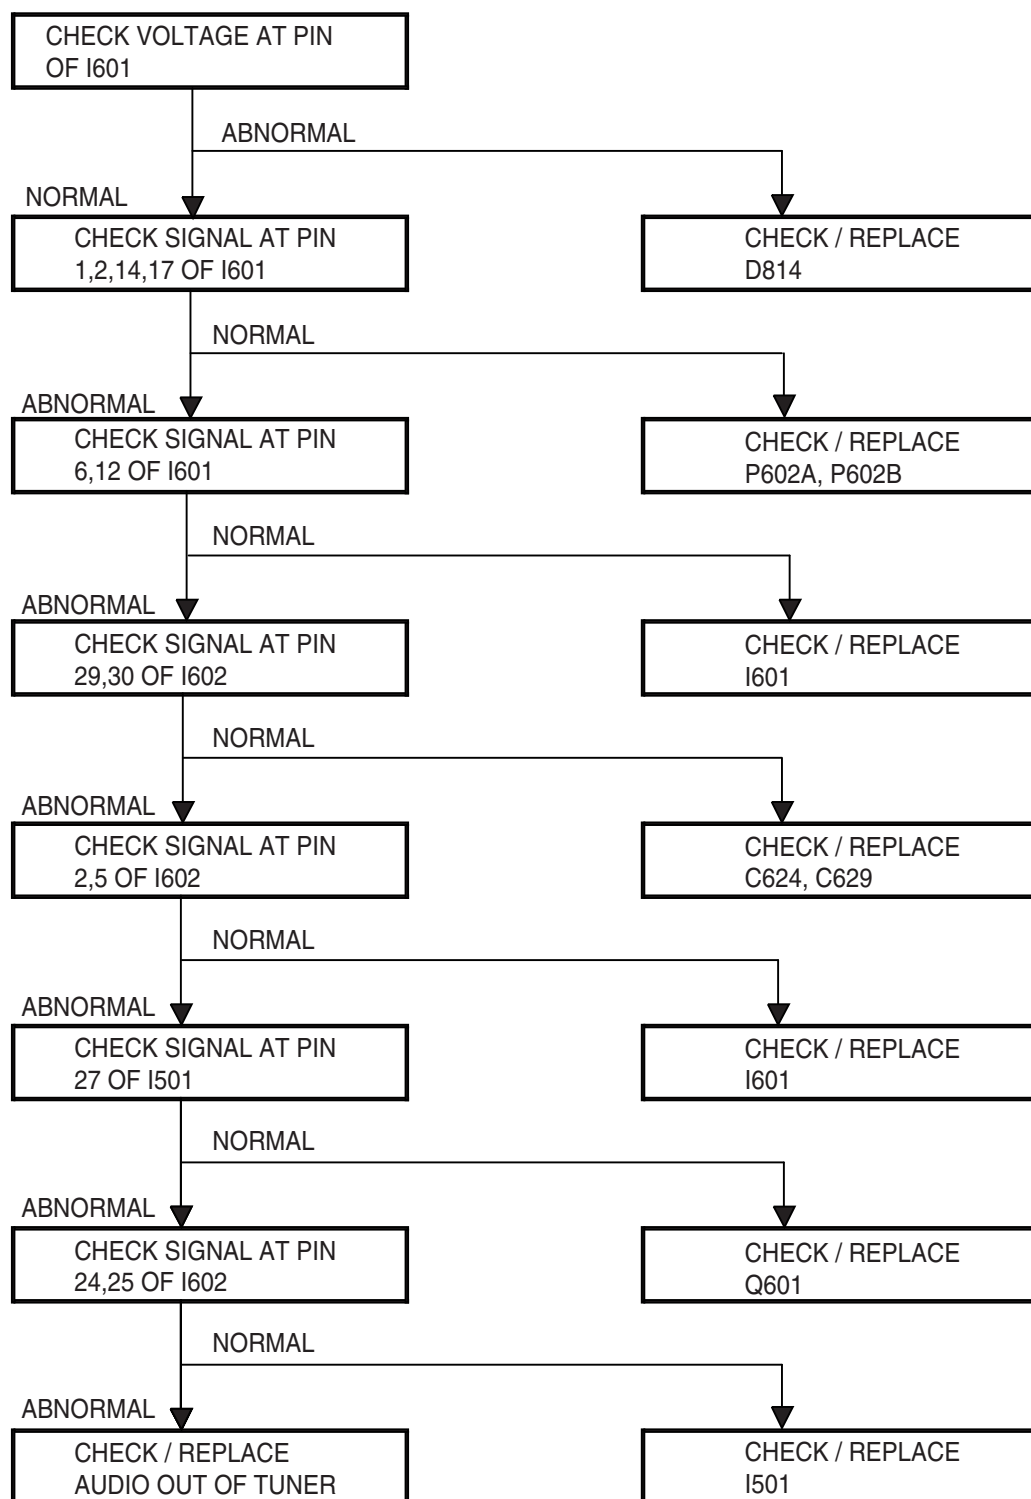 CHECK VOLTAGE AT PIN
OF I601
ABNORMAL
NORMAL
CHECK SIGNAL AT PIN
1,2,14,17 OF I601
CHECK / REPLACE
D814
NORMAL
ABNORMAL
CHECK SIGNAL AT PIN
6,12 OF I601
CHECK / REPLACE
P602A, P602B
NORMAL
ABNORMAL
CHECK SIGNAL AT PIN
29,30 OF I602
CHECK / REPLACE
I601
NORMAL
ABNORMAL
CHECK SIGNAL AT PIN
2,5 OF I602
CHECK / REPLACE
C624, C629
NORMAL
ABNORMAL
CHECK SIGNAL AT PIN
27 OF I501
CHECK / REPLACE
I601
NORMAL
ABNORMAL
CHECK SIGNAL AT PIN
24,25 OF I602
CHECK / REPLACE
Q601
NORMAL
ABNORMAL
CHECK / REPLACE
AUDIO OUT OF TUNER
CHECK / REPLACE
I501